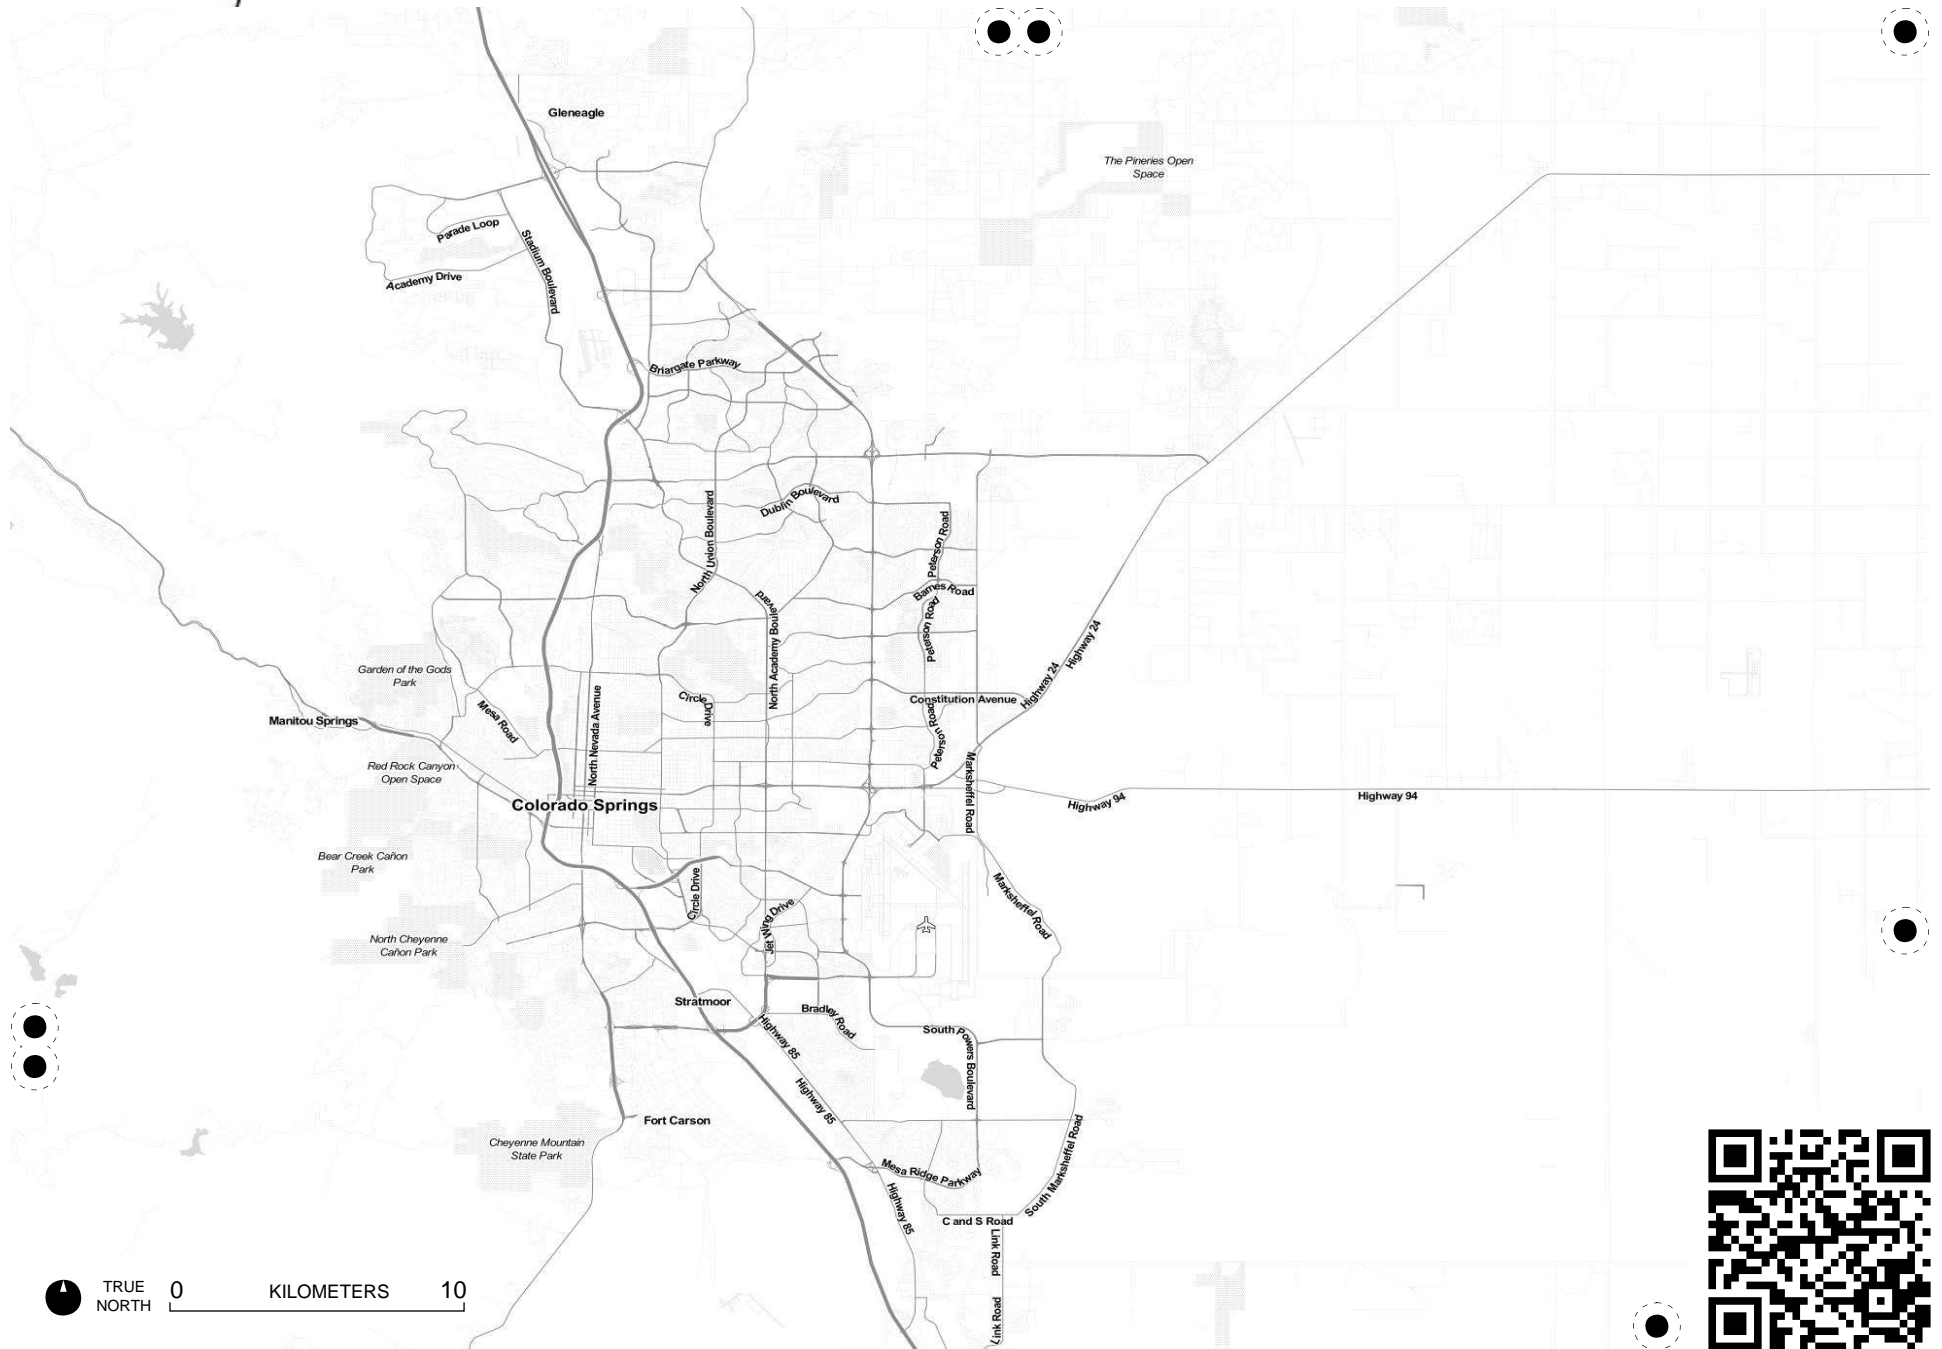 Gleneagle
The Pineries Open
Space
Parade Loop
Stadium Boulevard
Academy Drive
Briargate Parkway
North Union Boulevard
Dublin Boulevard
Peterson Road
Barnes Road
North Academy Boulevard
Peterson Road
Highway 24
Highway 24
Garden of the Gods
Park
Circle Drive
Constitution Avenue
Manitou Springs
Mesa Road
North Nevada Avenue
Peterson Road
Red Rock Canyon
Open Space
Marksheffel Road
Colorado Springs
Highway 94
Highway 94
Bear Creek Cañon
Park
Circle Drive
Marksheffel Road
Jet Wing Drive
North Cheyenne
Cañon Park
Stratmoor
Bradley Road
Highway 85
South Powers Boulevard
Highway 85
Fort Carson
Cheyenne Mountain
State Park
South Marksheffel Road
Mesa Ridge Parkway
Highway 85
C and S Road
Link Road
TRUE
NORTH
0 KILOMETERS 10
Link Road